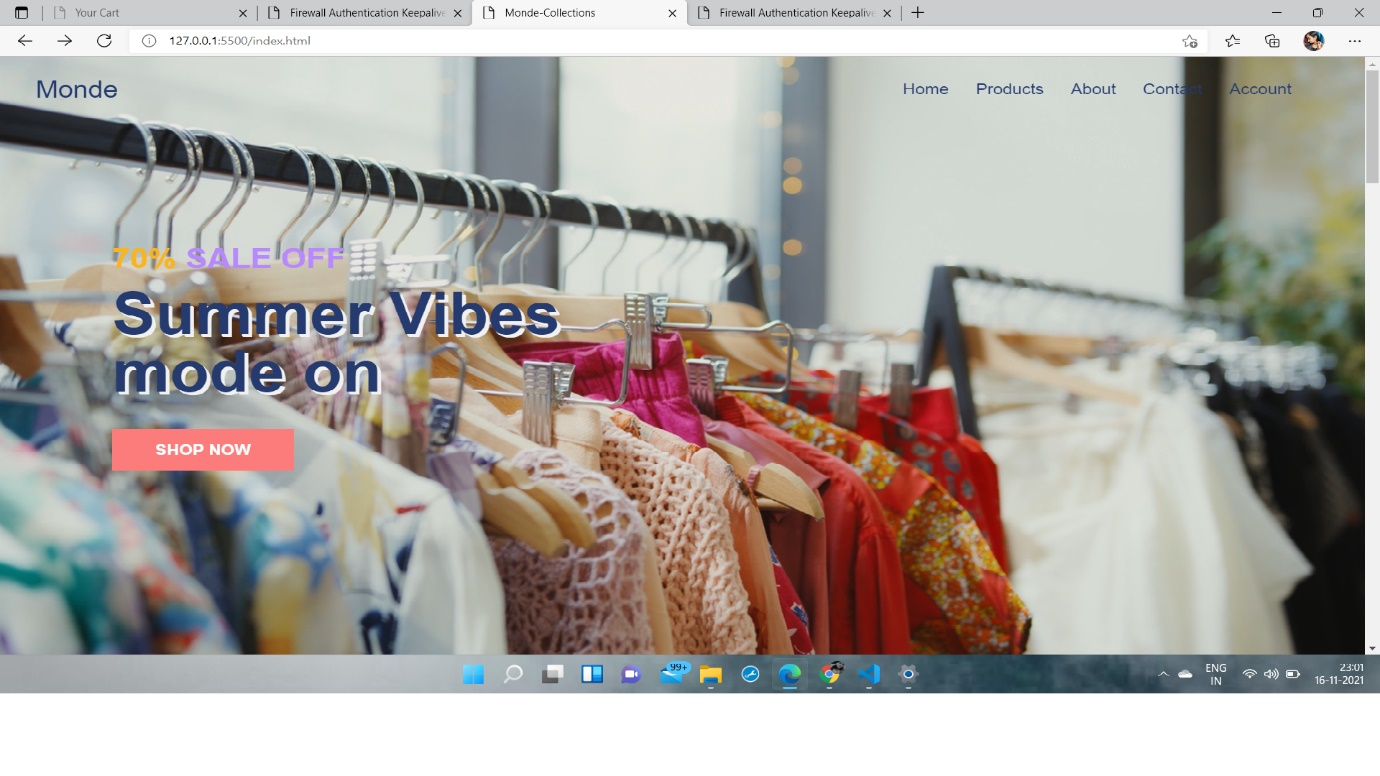 Your Cart
Firewall Authentication Keepaliv
Monde-Collections
Firewall Authentication Keepaliv
127.0.0.1:5500/index.html
Monde
Home Products About Contact Account
70% SALE OFF
Summer Vibes
mode on
SHOP NOW
99+
ENG
IN
23:01
16-11-2021